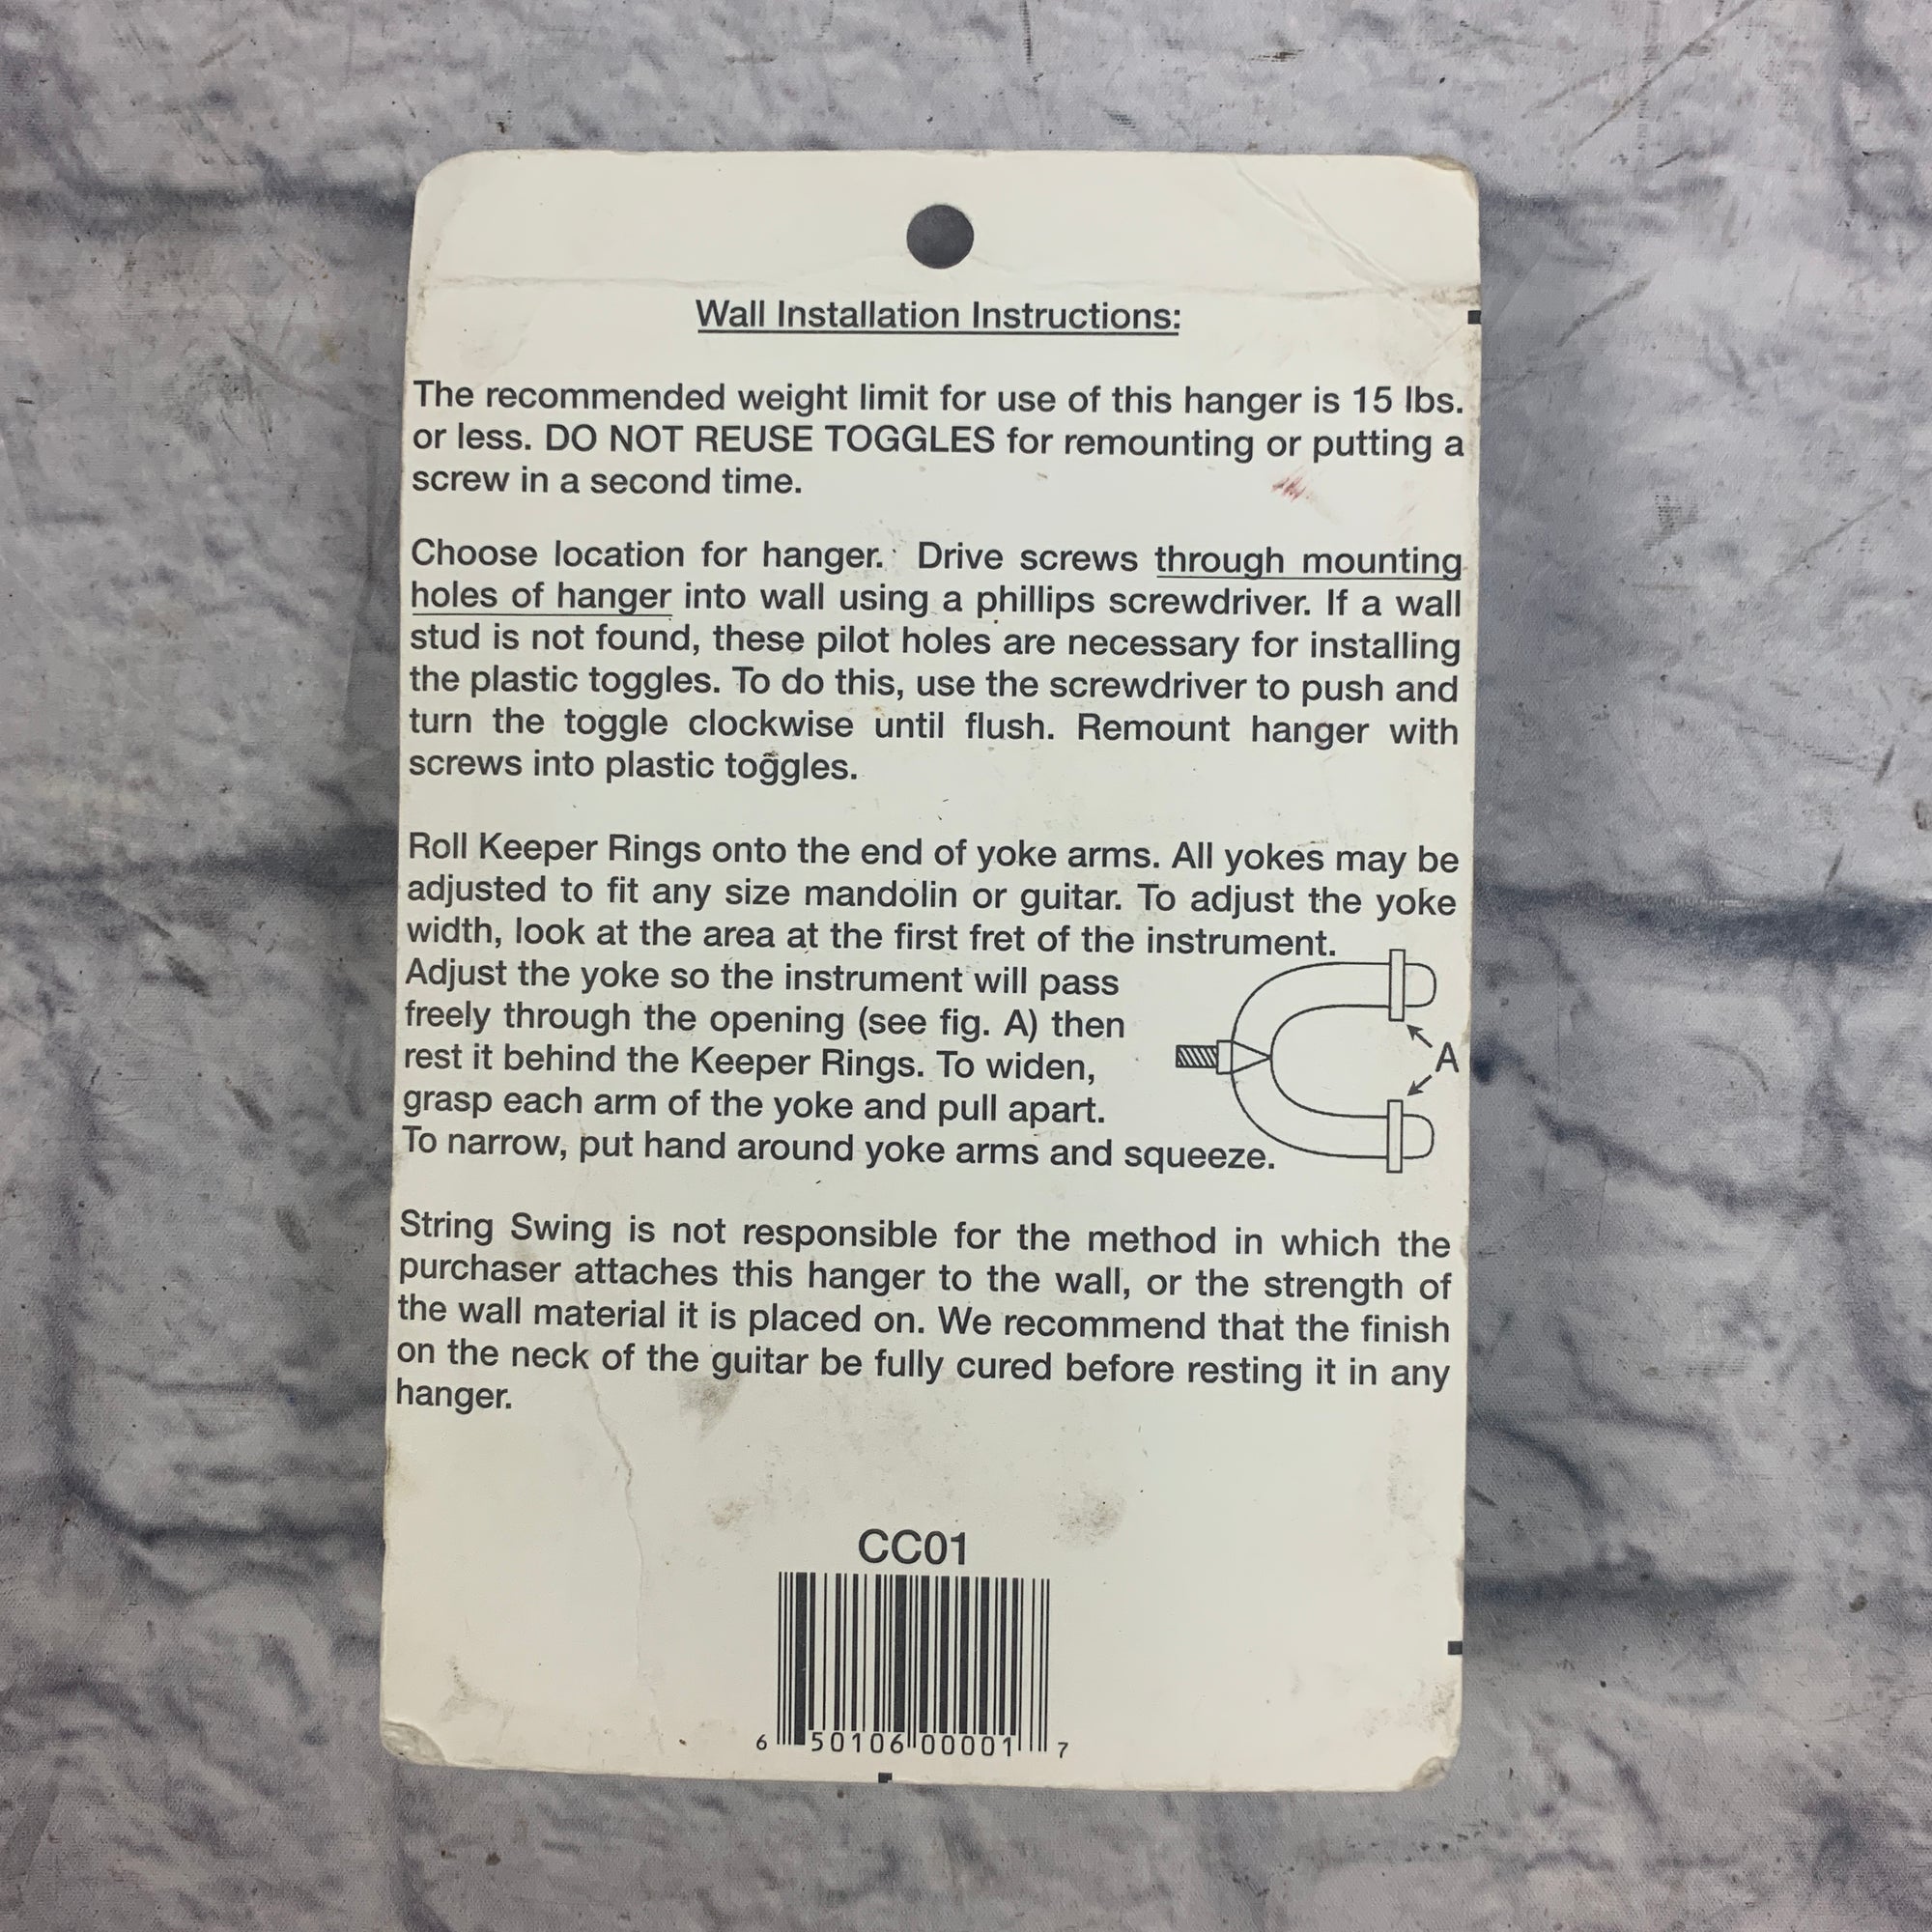 Wall Installation Instructions:
The recommended weight limit for use of this hanger is 15 lbs.
or less. DO NOT REUSE TOGGLES for remounting or putting a
screw in a second time.
Choose location for hanger. Drive screws through mounting
holes of hanger into wall using a phillips screwdriver. If a wall
stud is not found, these pilot holes are necessary for installing
the plastic toggles. To do this, use the screwdriver to push and
turn the toggle clockwise until flush. Remount hanger with
screws into plastic toggles.
Roll Keeper Rings onto the end of yoke arms. All yokes may be
adjusted to fit any size mandolin or guitar. To adjust the yoke
width, look at the area at the first fret of the instrument.
Adjust the yoke so the instrument will pass
freely through the opening (see fig. A) then
rest it behind the Keeper Rings. To widen,
grasp each arm of the yoke and pull apart.
To narrow, put hand around yoke arms and squeeze.
A
String Swing is not responsible for the method in which the
purchaser attaches this hanger to the wall, or the strength of
the wall material it is placed on. We recommend that the finish
on the neck of the guitar be fully cured before resting it in any
hanger.
CC01
6 50106 00001 7